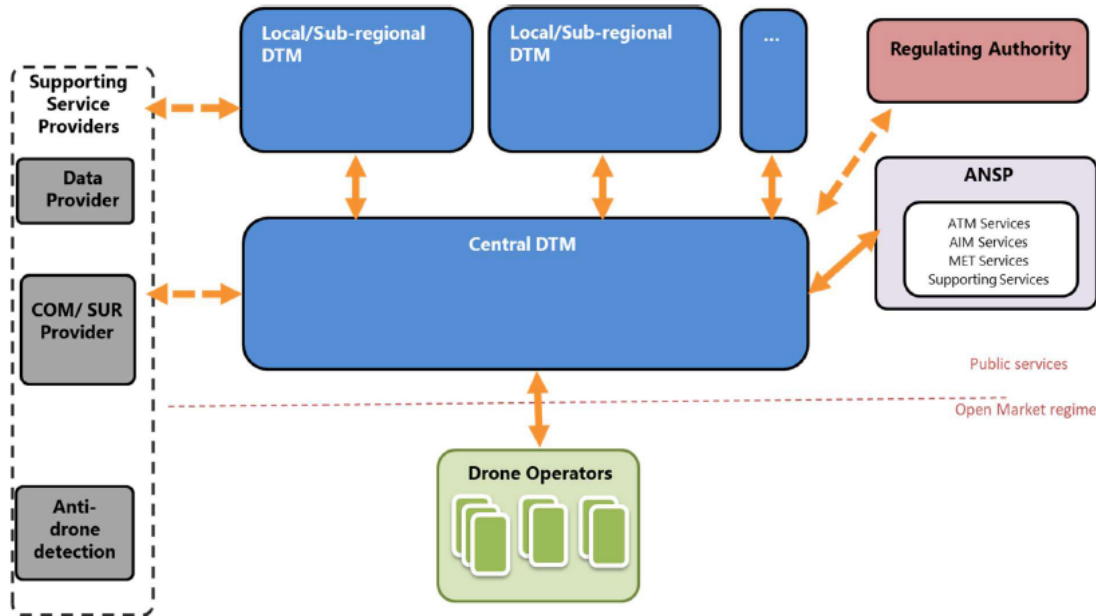 Supporting
Service
Providers
Data
Provider
COM/ SUR
Provider
Anti-
drone
detection
Local/Sub-regional
DTM
Local/Sub-regional
DTM
...
Central DTM
Regulating Authority
ANSP
ATM Services
AIM Services
MET Services
Supporting Services
Public services
Open Market regime
Drone Operators